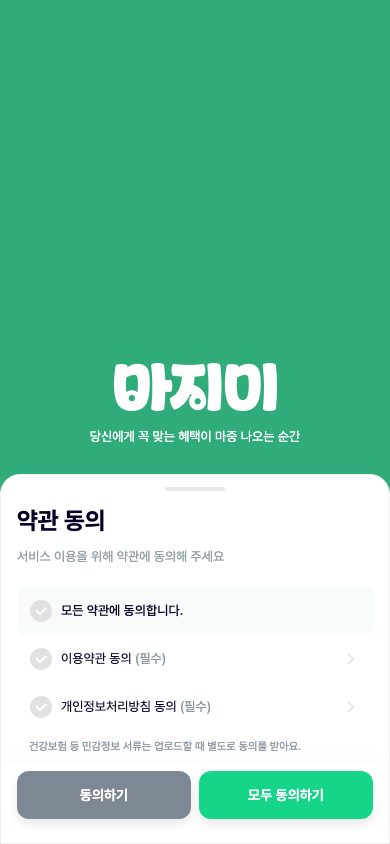 마중미
당신에게 꼭 맞는 혜택이 마중 나오는 순간
약관 동의
서비스 이용을 위해 약관에 동의해 주세요
모든 약관에 동의합니다.
이용약관 동의 (필수)
개인정보처리방침 동의 (필수)
건강보험 등 민감정보 서류는 업로드할 때 별도로 동의를 받아요.
동의하기
모두 동의하기